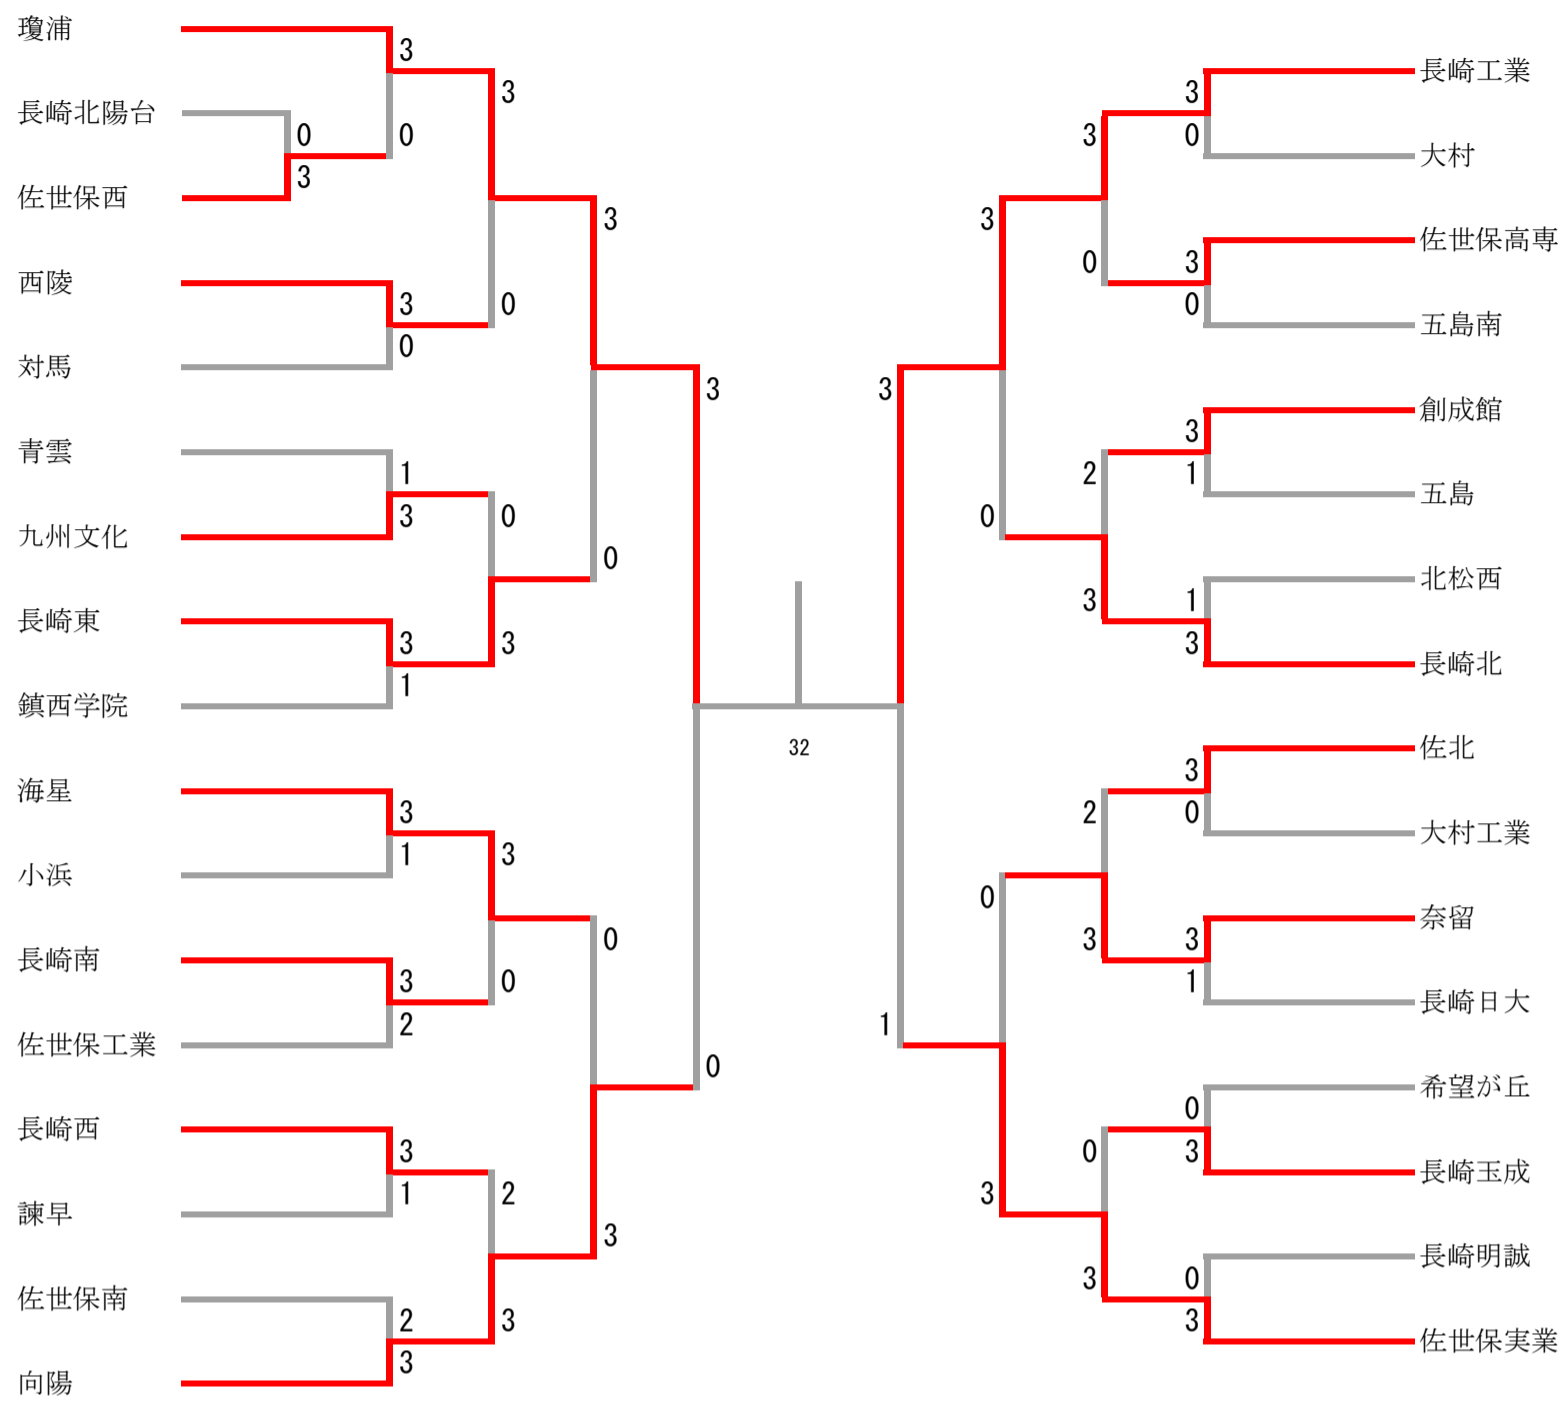 瓊浦
長崎北陽台
佐世保西
西陵
対馬
青雲
九州文化
長崎東
鎮西学院
海星
小浜
長崎南
佐世保工業
長崎西
諫早
佐世保南
向陽
3
0
0
3
3
0
1
3
3
1
3
1
3
2
3
1
2
3
3
0
0
3
3
0
2
3
3
0
0
3
3
0
32
3
1
3
0
0
3
3
0
2
3
2
3
0
3
3
0
3
0
3
1
1
3
3
0
3
1
0
3
0
3
長崎工業
大村
佐世保高専
五島南
創成館
五島
北松西
長崎北
佐北
大村工業
奈留
長崎日大
希望が丘
長崎玉成
長崎明誠
佐世保実業